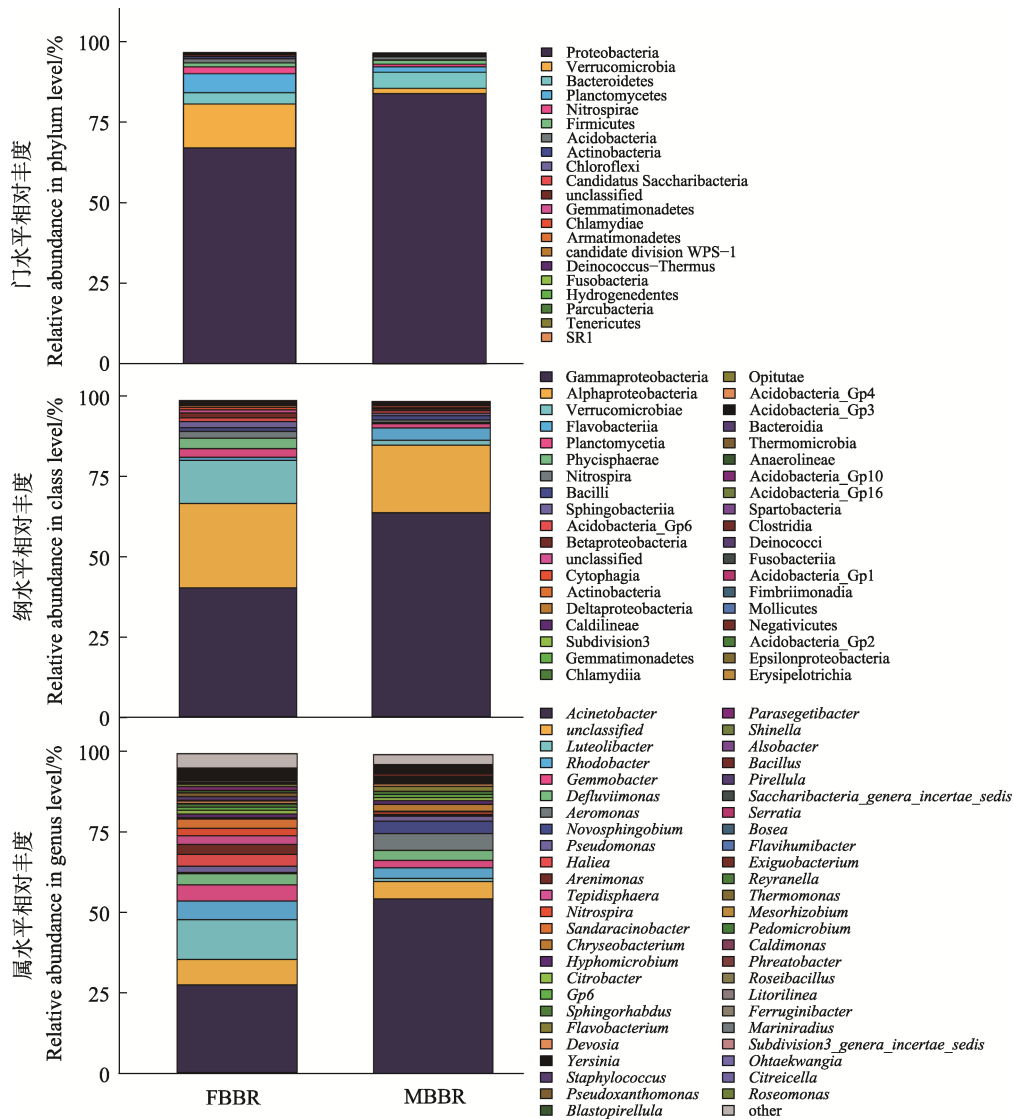 门水平相对丰度
Relative abundance in phylum level/%
100
75
50
25
0
Proteobacteria
Verrucomicrobia
Bacteroidetes
Planctomycetes
Nitrospirae
Firmicutes
Acidobacteria
Actinobacteria
Chloroflexi
Candidatus Saccharibacteria
unclassified
Gemmatimonadetes
Chlamydiae
Armatimonadetes
candidate division WPS-1
Deinococcus-Thermus
Fusobacteria
Hydrogenedentes
Parcubacteria
Tenericutes
SR1
纲水平相对丰度
Relative abundance in class level/%
100
75
50
25
0
Gammaproteobacteria
Alphaproteobacteria
Verrucomicrobiae
Flavobacteriia
Planctomycetia
Phycisphaerae
Nitrospira
Bacilli
Sphingobacteriia
Acidobacteria_Gp6
Betaproteobacteria
unclassified
Cytophagia
Actinobacteria
Deltaproteobacteria
Caldilineae
Subdivision3
Gemmatimonadetes
Chlamydiia
Opitutae
Acidobacteria_Gp4
Acidobacteria_Gp3
Bacteroidia
Thermomicrobia
Anaerolineae
Acidobacteria_Gp10
Acidobacteria_Gp16
Spartobacteria
Clostridia
Deinococci
Fusobacteriia
Acidobacteria_Gp1
Fimbriimonadia
Mollicutes
Negativicutes
Acidobacteria_Gp2
Epsilonproteobacteria
Erysipelotrichia
属水平相对丰度
Relative abundance in genus level/%
100
75
50
25
0
FBBR
MBBR
Acinetobacter
unclassified
Luteolibacter
Rhodobacter
Gemmobacter
Defluviimonas
Aeromonas
Novosphingobium
Pseudomonas
Haliea
Arenimonas
Tepidisphaera
Nitrospira
Sandaracinobacter
Chryseobacterium
Hyphomicrobium
Citrobacter
Gp6
Sphingorhabdus
Flavobacterium
Devosia
Yersinia
Staphylococcus
Pseudoxanthomonas
Blastopirellula
Parasegetibacter
Shinella
Alsobacter
Bacillus
Pirellula
Saccharibacteria_genera_incertae_sedis
Serratia
Bosea
Flavihumibacter
Exiguobacterium
Reyranella
Thermomonas
Mesorhizobium
Pedomicrobium
Caldimonas
Phreatobacter
Roseibacillus
Litorilinea
Ferruginibacter
Mariniradius
Subdivision3_genera_incertae_sedis
Ohtaekwangia
Citreicella
Roseomonas
other